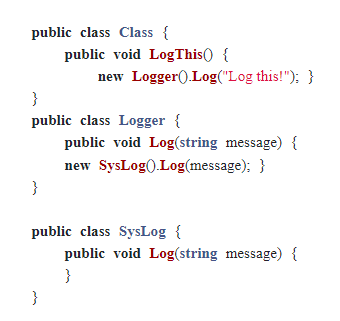 public class Class {
public void LogThis() {
new Logger().Log("Log this!"); }
}
public class Logger {
public void Log(string message) {
new SysLog().Log(message); }
}
public class SysLog {
public void Log(string message) {
}
}